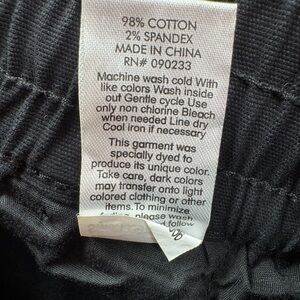 98% COTTON
2% SPANDEX
MADE IN CHINA
RN# 090233
Machine wash cold With
like colors Wash inside
out Gentle cycle Use
only non chlorine Bleach
when needed Line dry
Cool iron if necessary
This garment was
specially dyed to
produce its unique color.
Take care, dark colors
may transfer onto light
colored clothing or other
items. To minimize
please wash
follow